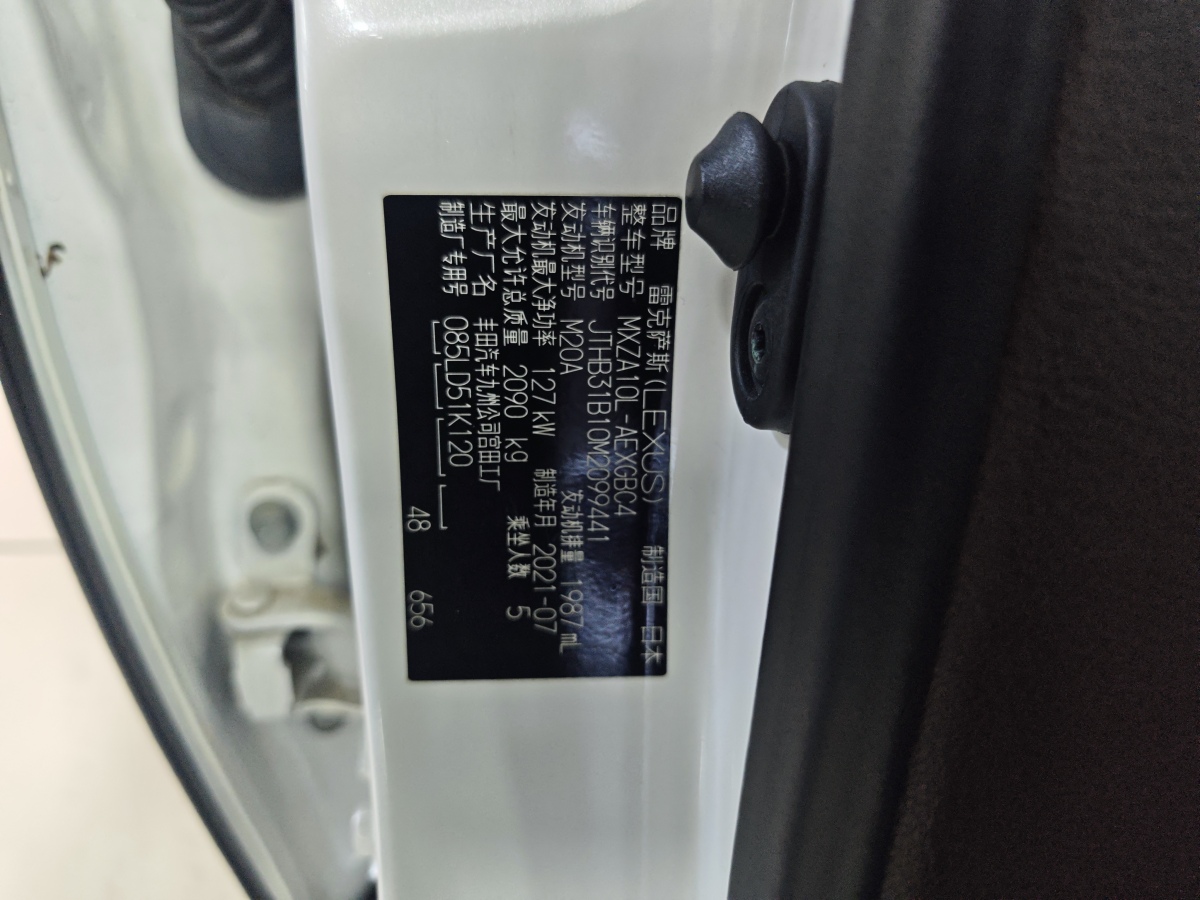 品牌 雷克萨斯(LEXUS) 制造国 日本
整车型号 MXZA10L-AEXGBC4
车辆识别代号 JTHB31B10M2099441
发动机型号 M20A 发动机排量 1987 mL
发动机最大净功率 127 kW 制造年月 2021-07
最大允许总质量 2090 kg 乘坐人数 5
生产厂名 丰田汽车九州公司宫田工厂
制造厂专用号 085LD51K120
48 656